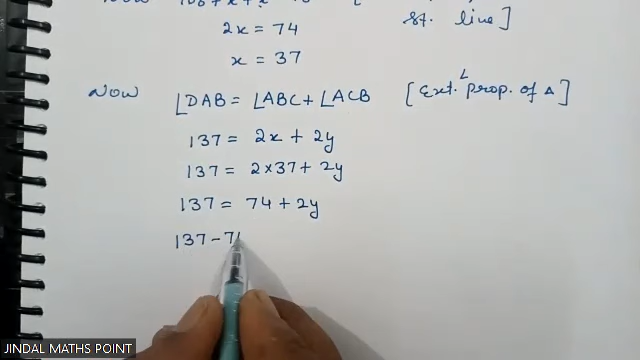 2x = 74 st. line]
x = 37
Now ∠DAB = ∠ABC + ∠ACB [Ext. ∠ prop. of Δ]
137 = 2x + 2y
137 = 2×37 + 2y
137 = 74 + 2y
137 - 7
JINDAL MATHS POINT